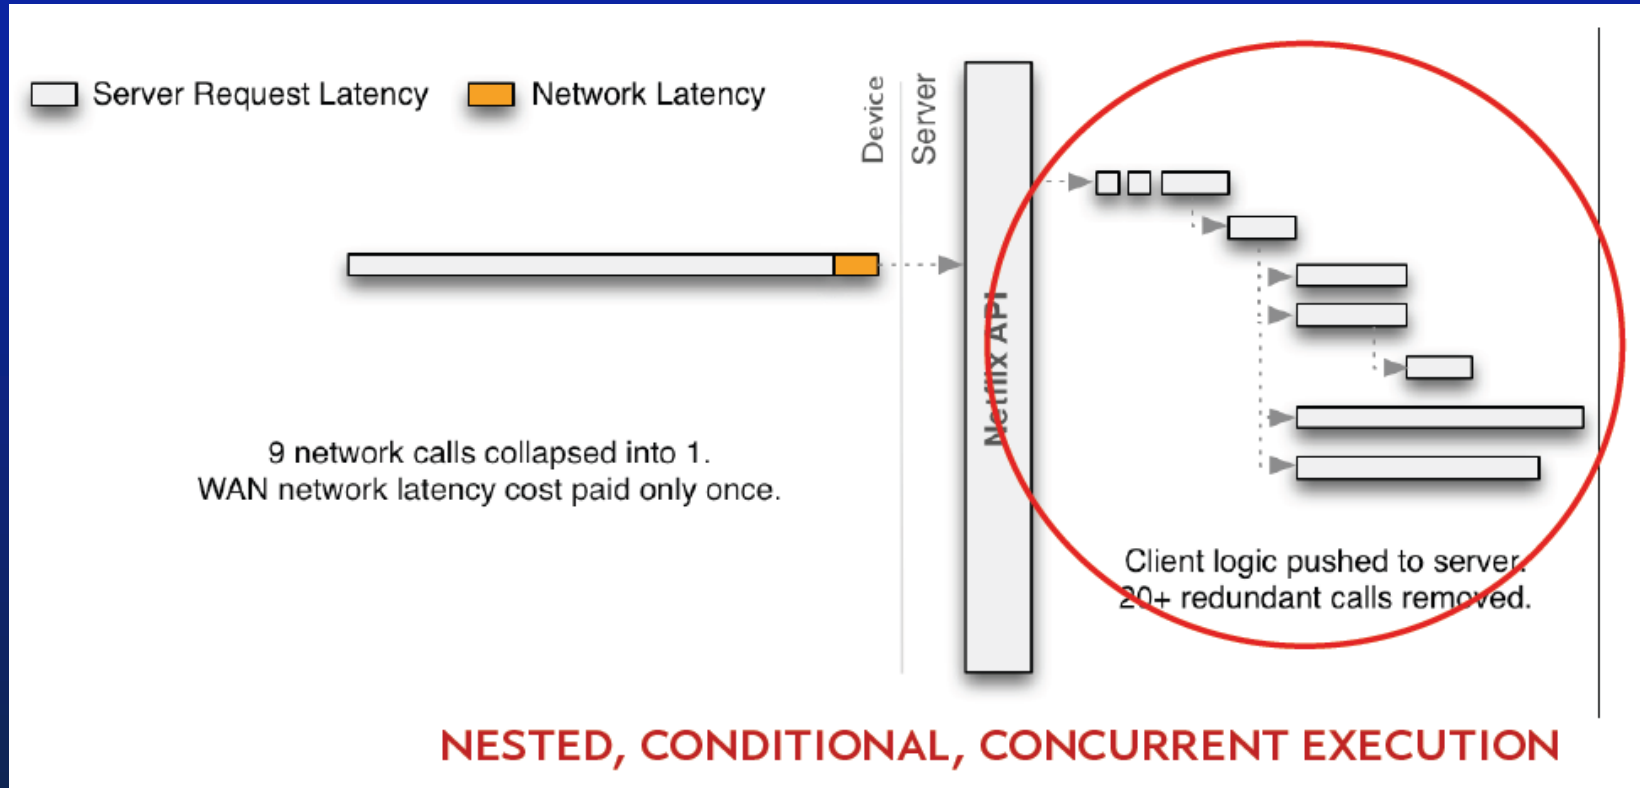 Server Request Latency
Network Latency
Device
Server
Netflix API
9 network calls collapsed into 1.
WAN network latency cost paid only once.
Client logic pushed to server.
20+ redundant calls removed.
NESTED, CONDITIONAL, CONCURRENT EXECUTION